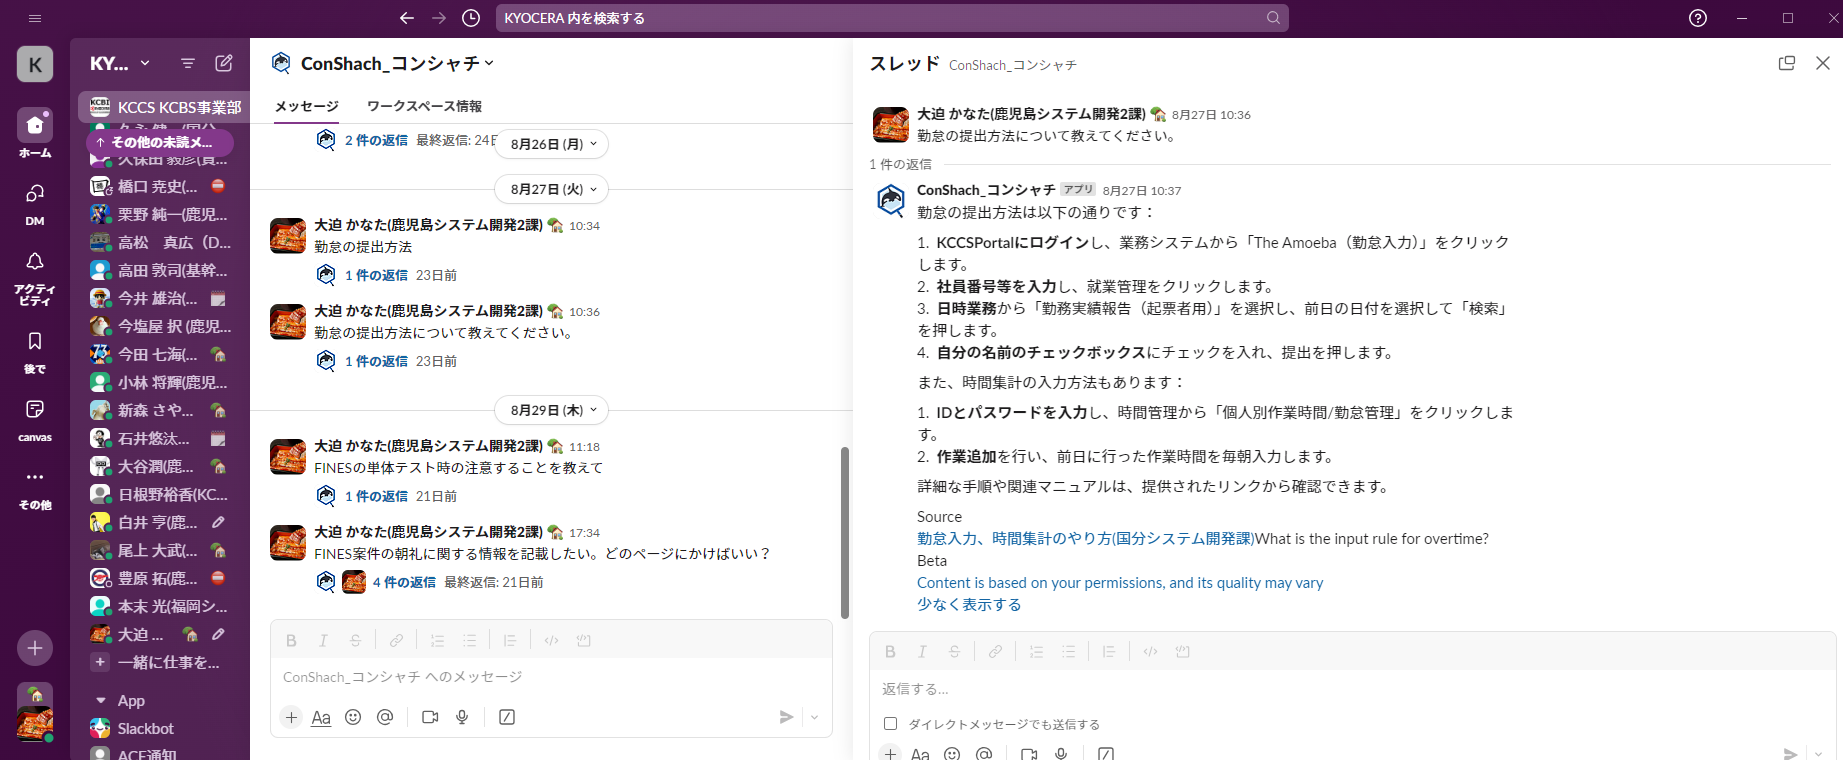 KYOCERA 内を検索する
K
ホーム
DM
アクティ
ビティ
後で
canvas
その他
KY...
KCCS KCBS事業部
その他の未読メ...
久保田 毅彦(貴...
橋口 尭史(...
栗野 純一(鹿児...
高松 真広（D...
高田 敦司(基幹...
今井 雄治(...
今塩屋 択 (鹿児...
今田 七海(...
小林 将輝(鹿児...
新森 さや...
石井悠汰...
大谷潤(鹿...
日根野裕香(KC...
白井 亨(鹿...
尾上 大武(...
豊原 拓(鹿...
本末 光(福岡シ...
大迫 ...
一緒に仕事を...
App
Slackbot
ACE通知
ConShach_コンシャチ
メッセージ ワークスペース情報
2 件の返信 最終返信: 24日
8月26日 (月)
8月27日 (火)
大迫 かなた(鹿児島システム開発2課) 10:34
勤怠の提出方法
1 件の返信 23日前
大迫 かなた(鹿児島システム開発2課) 10:36
勤怠の提出方法について教えてください。
1 件の返信 23日前
8月29日 (木)
大迫 かなた(鹿児島システム開発2課) 11:18
FINESの単体テスト時の注意することを教えて
1 件の返信 21日前
大迫 かなた(鹿児島システム開発2課) 17:34
FINES案件の朝礼に関する情報を記載したい。どのページにかけばいい？
4 件の返信 最終返信: 21日前
ConShach_コンシャチ へのメッセージ
スレッド ConShach_コンシャチ
大迫 かなた(鹿児島システム開発2課) 8月27日 10:36
勤怠の提出方法について教えてください。
1 件の返信
ConShach_コンシャチ アプリ 8月27日 10:37
勤怠の提出方法は以下の通りです：
1. KCCSPortalにログインし、業務システムから「The Amoeba（勤怠入力）」をクリック
します。
2. 社員番号等を入力し、就業管理をクリックします。
3. 日時業務から「勤務実績報告（起票者用）」を選択し、前日の日付を選択して「検索」
を押します。
4. 自分の名前のチェックボックスにチェックを入れ、提出を押します。
また、時間集計の入力方法もあります：
1. IDとパスワードを入力し、時間管理から「個人別作業時間/勤怠管理」をクリックしま
す。
2. 作業追加を行い、前日に行った作業時間を毎朝入力します。
詳細な手順や関連マニュアルは、提供されたリンクから確認できます。
Source
勤怠入力、時間集計のやり方(国分システム開発課)What is the input rule for overtime?
Beta
Content is based on your permissions, and its quality may vary
少なく表示する
返信する...
ダイレクトメッセージでも送信する